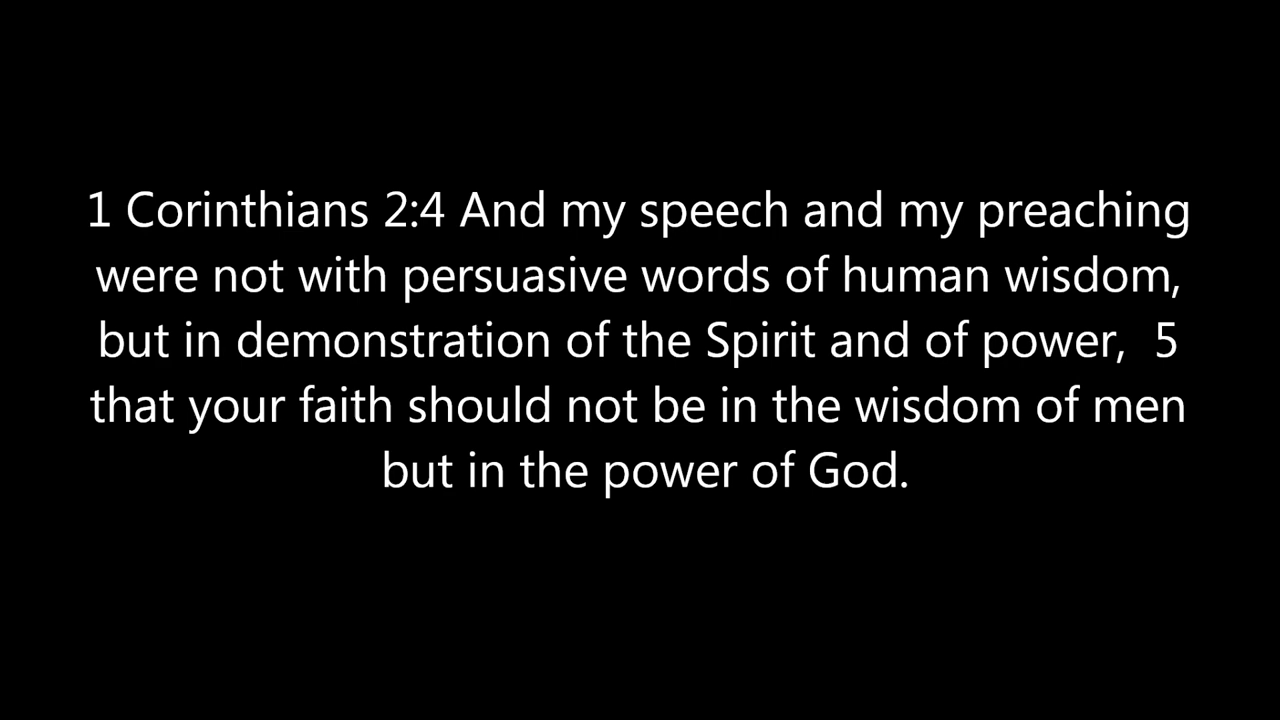 1 Corinthians 2:4 And my speech and my preaching
were not with persuasive words of human wisdom,
but in demonstration of the Spirit and of power,  5
that your faith should not be in the wisdom of men
but in the power of God.